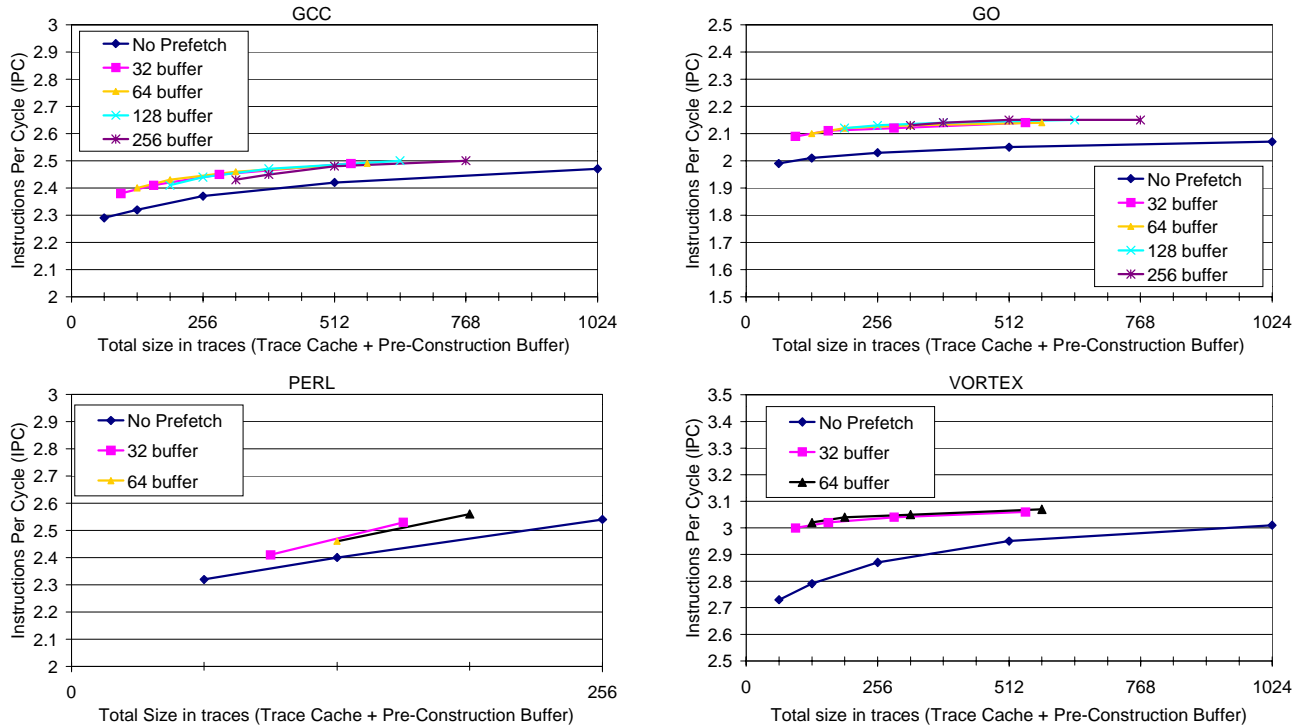 GCC
Instructions Per Cycle (IPC)
3
2.9
2.8
2.7
2.6
2.5
2.4
2.3
2.2
2.1
2
No Prefetch
32 buffer
64 buffer
128 buffer
256 buffer
0 256 512 768 1024
Total size in traces (Trace Cache + Pre-Construction Buffer)
GO
Instructions Per Cycle (IPC)
2.5
2.4
2.3
2.2
2.1
2
1.9
1.8
1.7
1.6
1.5
No Prefetch
32 buffer
64 buffer
128 buffer
256 buffer
0 256 512 768 1024
Total size in traces (Trace Cache + Pre-Construction Buffer)
PERL
Instructions Per Cycle (IPC)
3
2.9
2.8
2.7
2.6
2.5
2.4
2.3
2.2
2.1
2
No Prefetch
32 buffer
64 buffer
0 256
Total Size in traces (Trace Cache + Pre-Construction Buffer)
VORTEX
Instructions Per Cycle (IPC)
3.5
3.4
3.3
3.2
3.1
3
2.9
2.8
2.7
2.6
2.5
No Prefetch
32 buffer
64 buffer
0 256 512 768 1024
Total size in traces (Trace Cache + Pre-Construction Buffer)